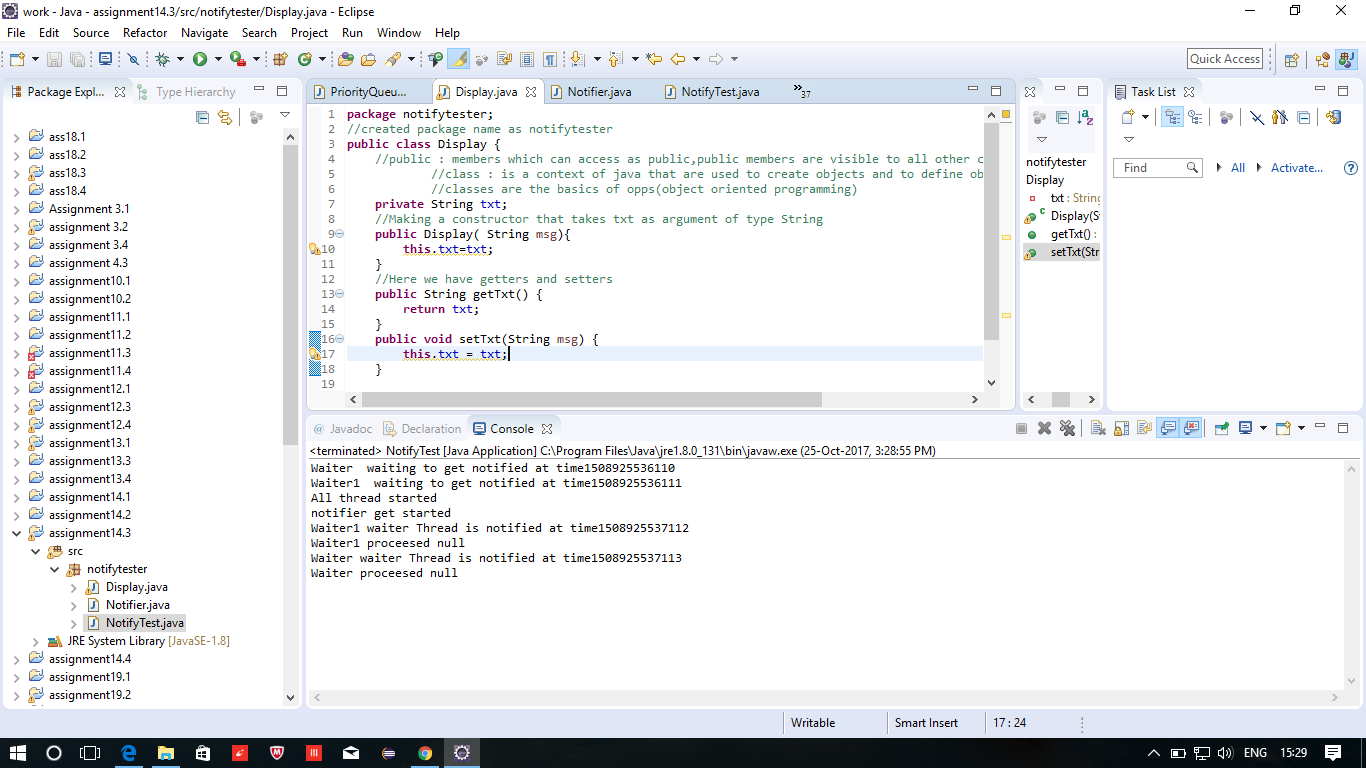 work - Java - assignment14.3/src/notifytester/Display.java - Eclipse
File Edit Source Refactor Navigate Search Project Run Window Help
Quick Access
Package Expl... Type Hierarchy
ass18.1
ass18.2
ass18.3
ass18.4
Assignment 3.1
assignment 3.2
assignment 3.4
assignment 4.3
assignment10.1
assignment10.2
assignment11.1
assignment11.2
assignment11.3
assignment11.4
assignment12.1
assignment12.3
assignment12.4
assignment13.1
assignment13.3
assignment13.4
assignment14.1
assignment14.2
assignment14.3
src
notifytester
Display.java
Notifier.java
NotifyTest.java
JRE System Library [JavaSE-1.8]
assignment14.4
assignment19.1
assignment19.2
PriorityQueu... Display.java Notifier.java NotifyTest.java »37
1 package notifytester;
2 //created package name as notifytester
3 public class Display {
4 //public : members which can access as public,public members are visible to all other c
5 //class : is a context of java that are used to create objects and to define ob
6 //classes are the basics of opps(object oriented programming)
7 private String txt;
8 //Making a constructor that takes txt as argument of type String
9 public Display( String msg){
10 this.txt=txt;
11 }
12 //Here we have getters and setters
13 public String getTxt() {
14 return txt;
15 }
16 public void setTxt(String msg) {
17 this.txt = txt;
18 }
19
notifytester
Display
txt : String
Display(St
getTxt() :
setTxt(Str
Task List
Find All Activate...
@ Javadoc Declaration Console
<terminated> NotifyTest [Java Application] C:\Program Files\Java\jre1.8.0_131\bin\javaw.exe (25-Oct-2017, 3:28:55 PM)
Waiter  waiting to get notified at time1508925536110
Waiter1  waiting to get notified at time1508925536111
All thread started
notifier get started
Waiter1 waiter Thread is notified at time1508925537112
Waiter1 proceesed null
Waiter waiter Thread is notified at time1508925537113
Waiter proceesed null
Writable Smart Insert 17 : 24
ENG 15:29